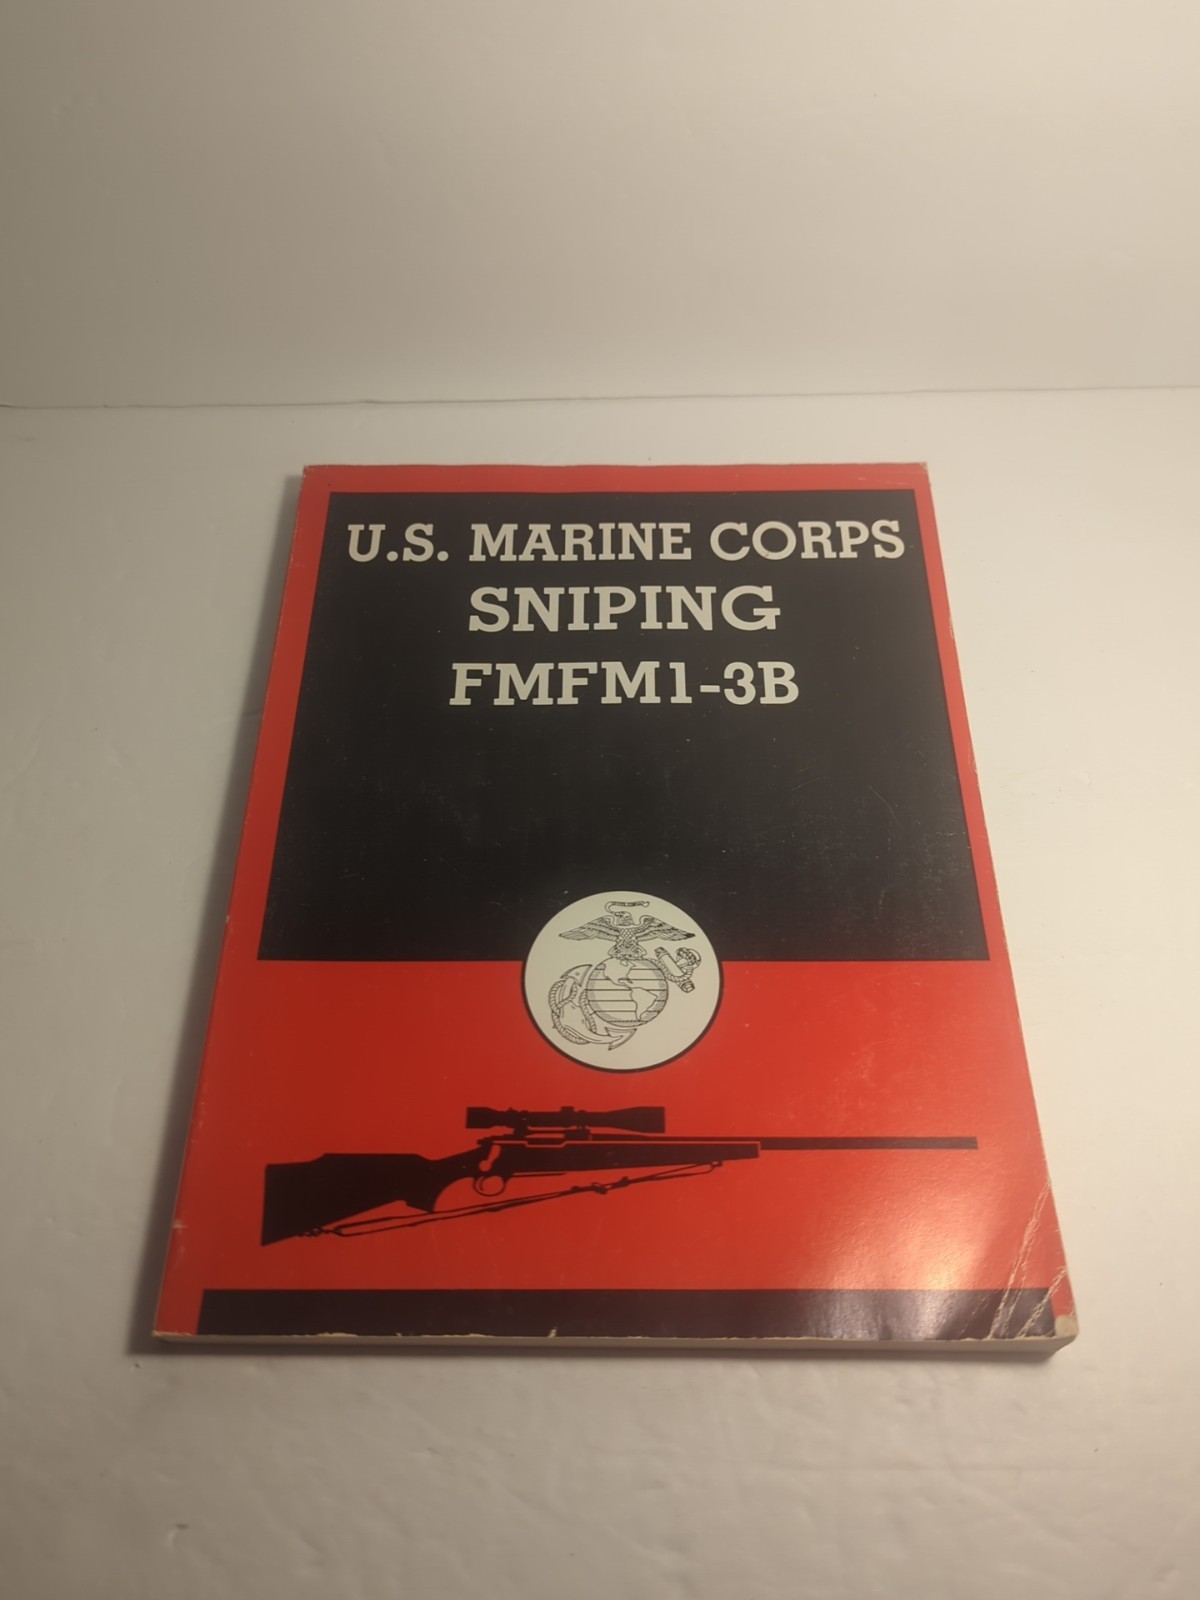 U.S. MARINE CORPS
SNIPING
FMFM1-3B